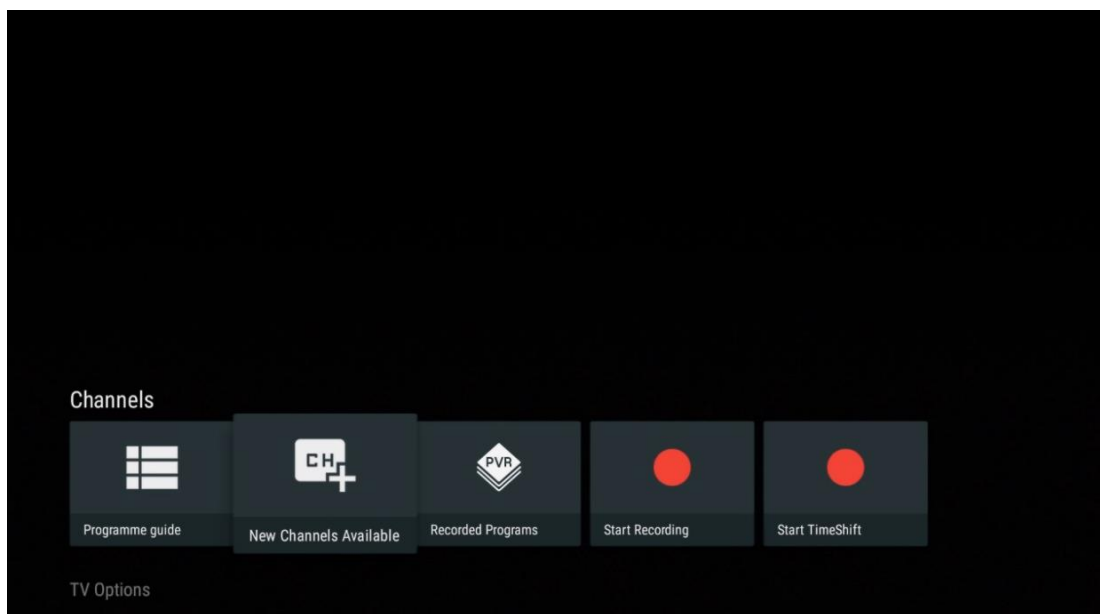 Channels
CH
PVR
Programme guide
New Channels Available
Recorded Programs
Start Recording
Start TimeShift
TV Options